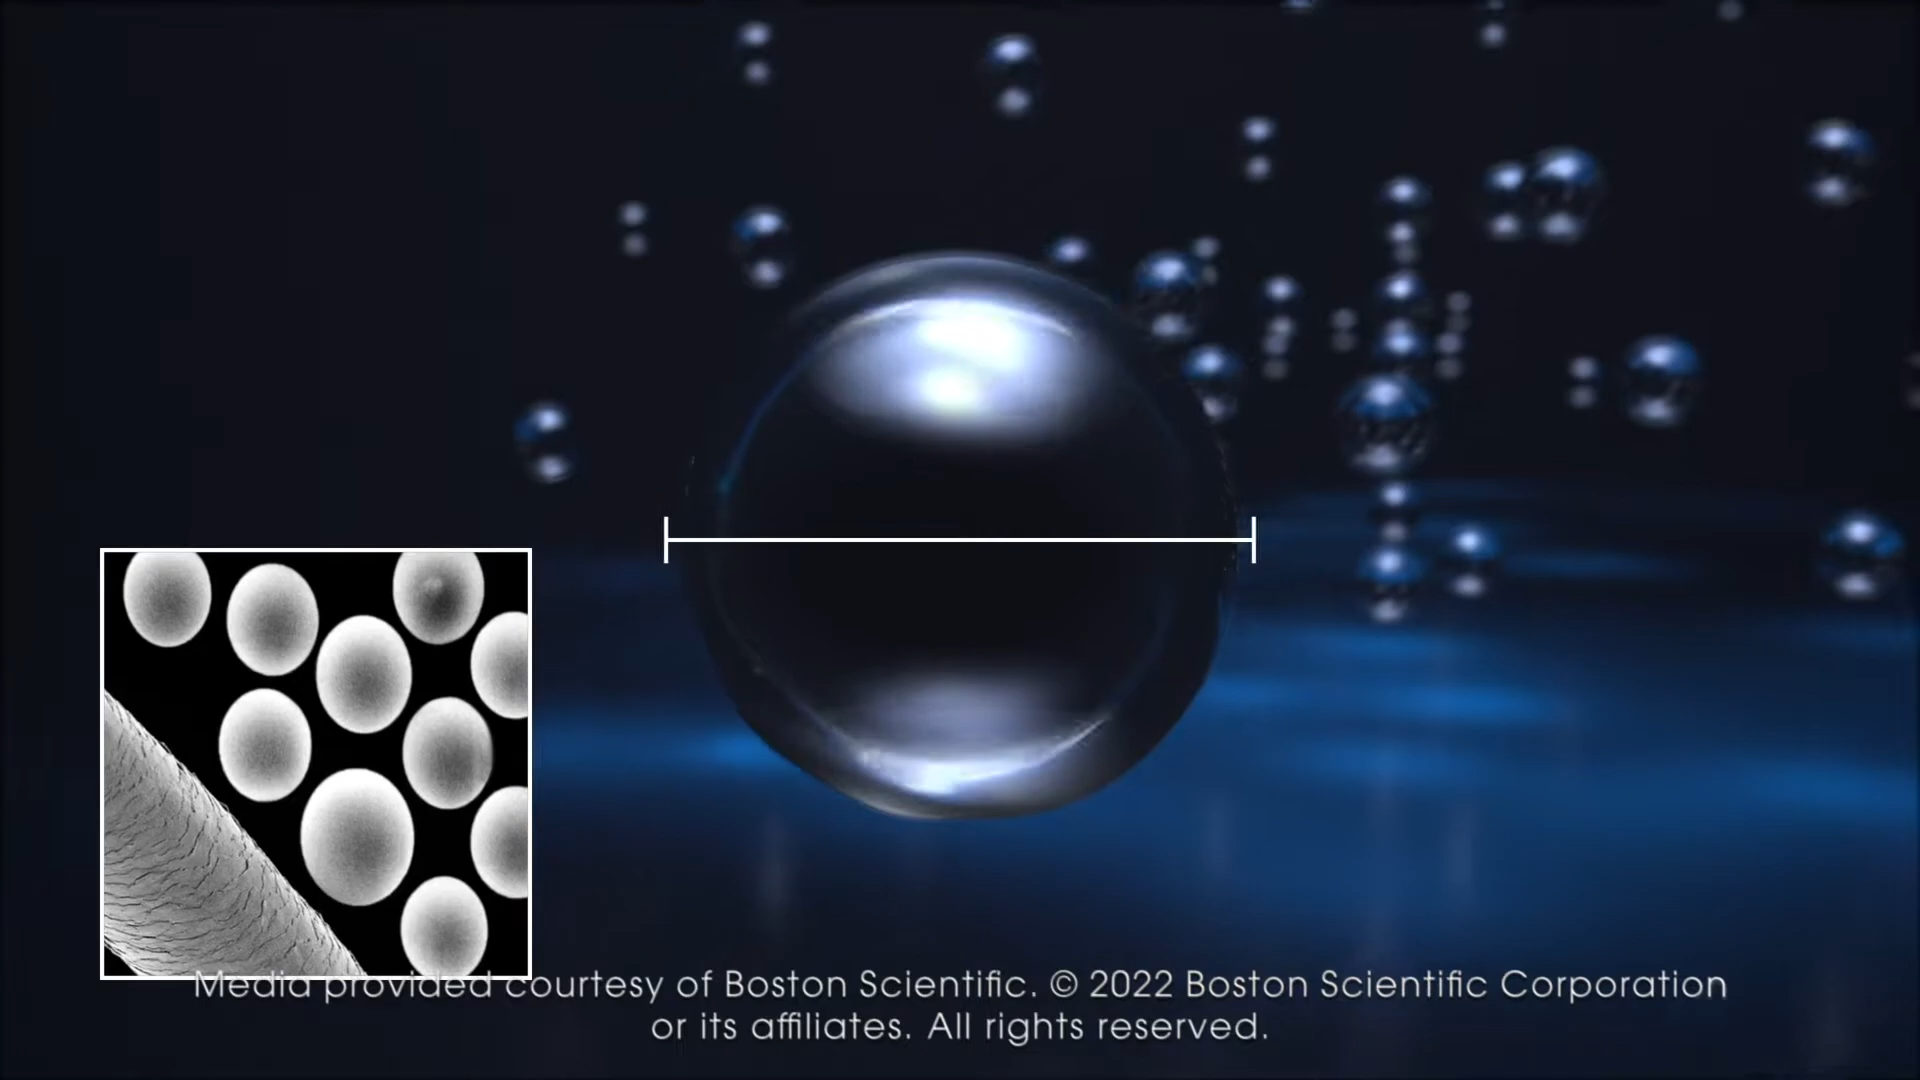 Media provided courtesy of Boston Scientific. © 2022 Boston Scientific Corporation
or its affiliates. All rights reserved.